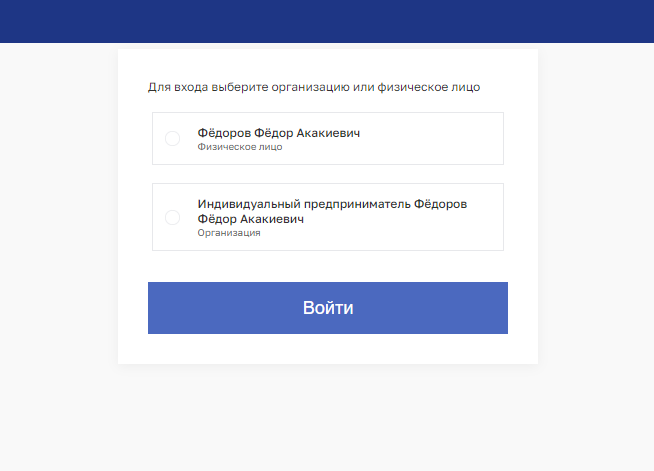 Для входа выберите организацию или физическое лицо
Фёдоров Фёдор Акакиевич
Физическое лицо
Индивидуальный предприниматель Фёдоров
Фёдор Акакиевич
Организация
Войти